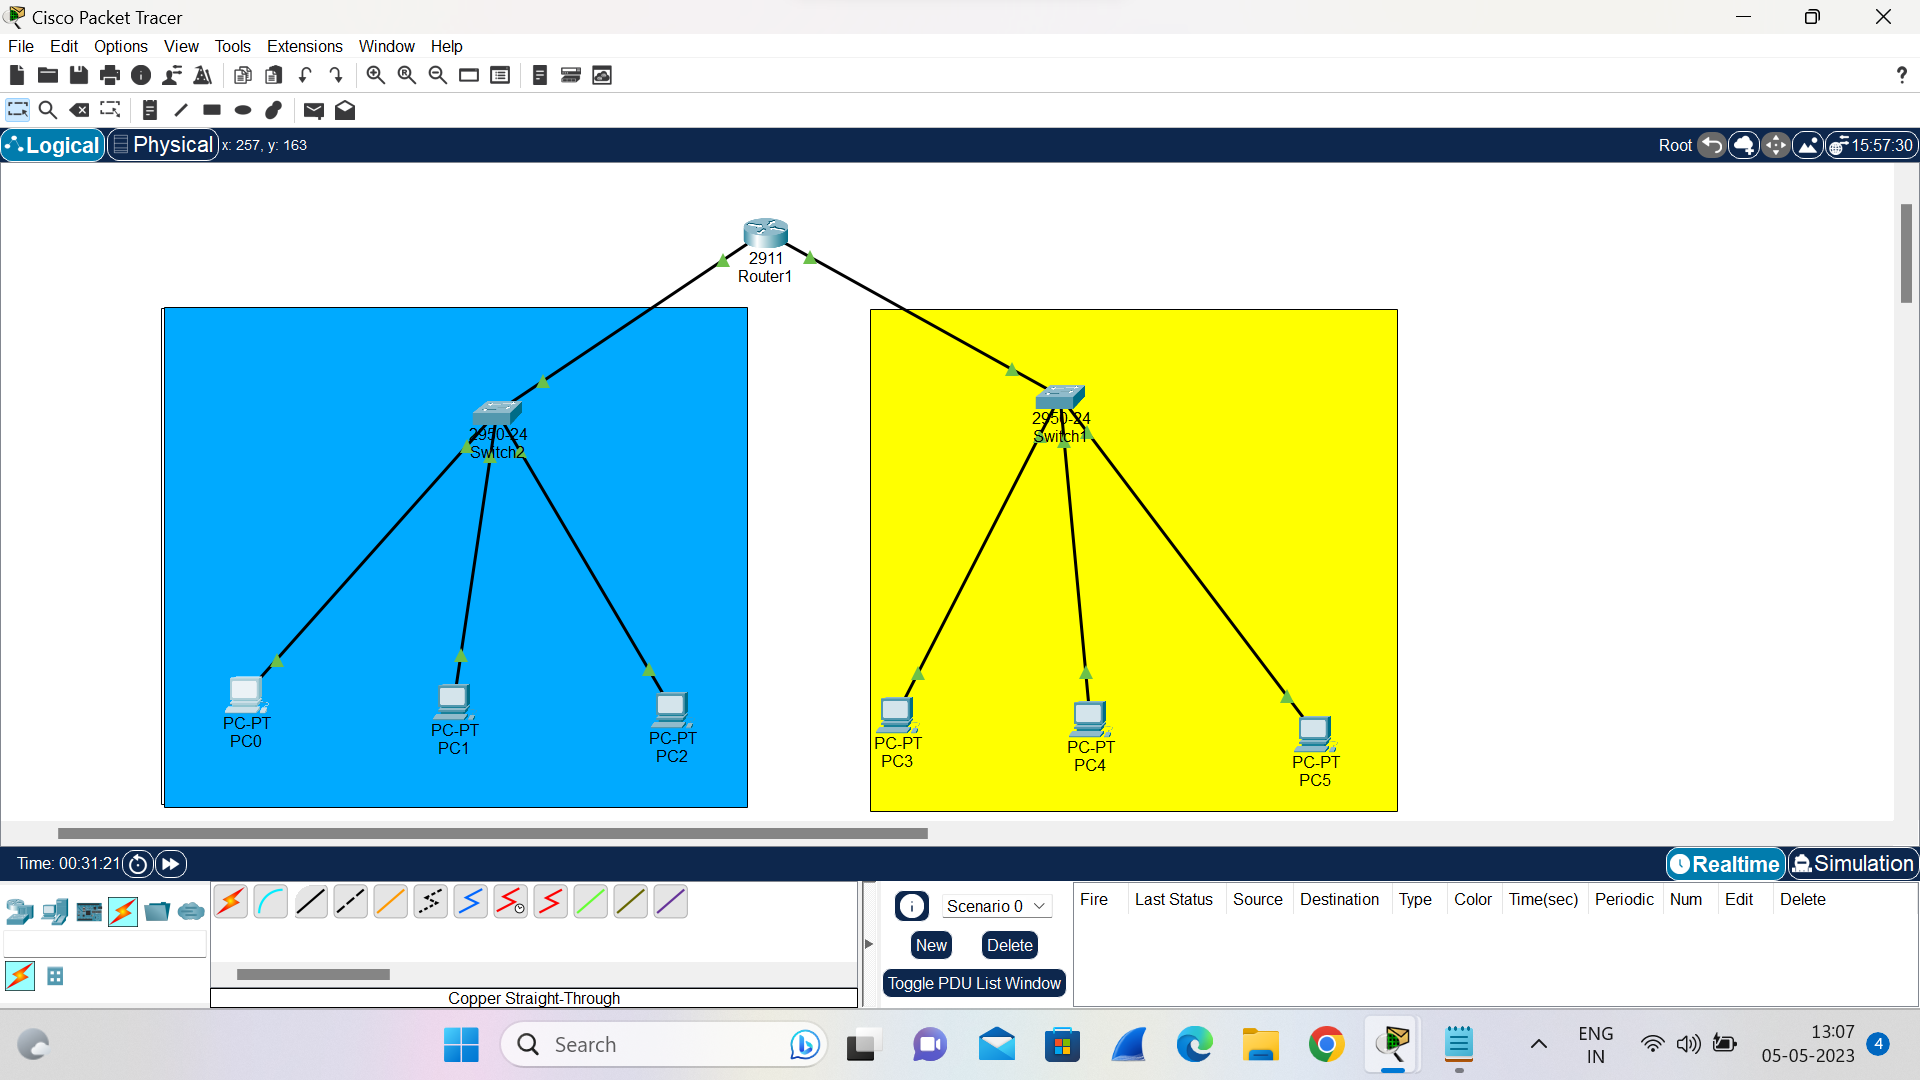 Cisco Packet Tracer
File Edit Options View Tools Extensions Window Help
?
Logical Physical x: 257, y: 163 Root 15:57:30
2911
Router1
2950-24
Switch2
2950-24
Switch1
PC-PT
PC0
PC-PT
PC1
PC-PT
PC2
PC-PT
PC3
PC-PT
PC4
PC-PT
PC5
Time: 00:31:21 Realtime Simulation
Scenario 0
New Delete
Toggle PDU List Window
Fire Last Status Source Destination Type Color Time(sec) Periodic Num Edit Delete
Copper Straight-Through
Search
ENG
IN
13:07
05-05-2023
4